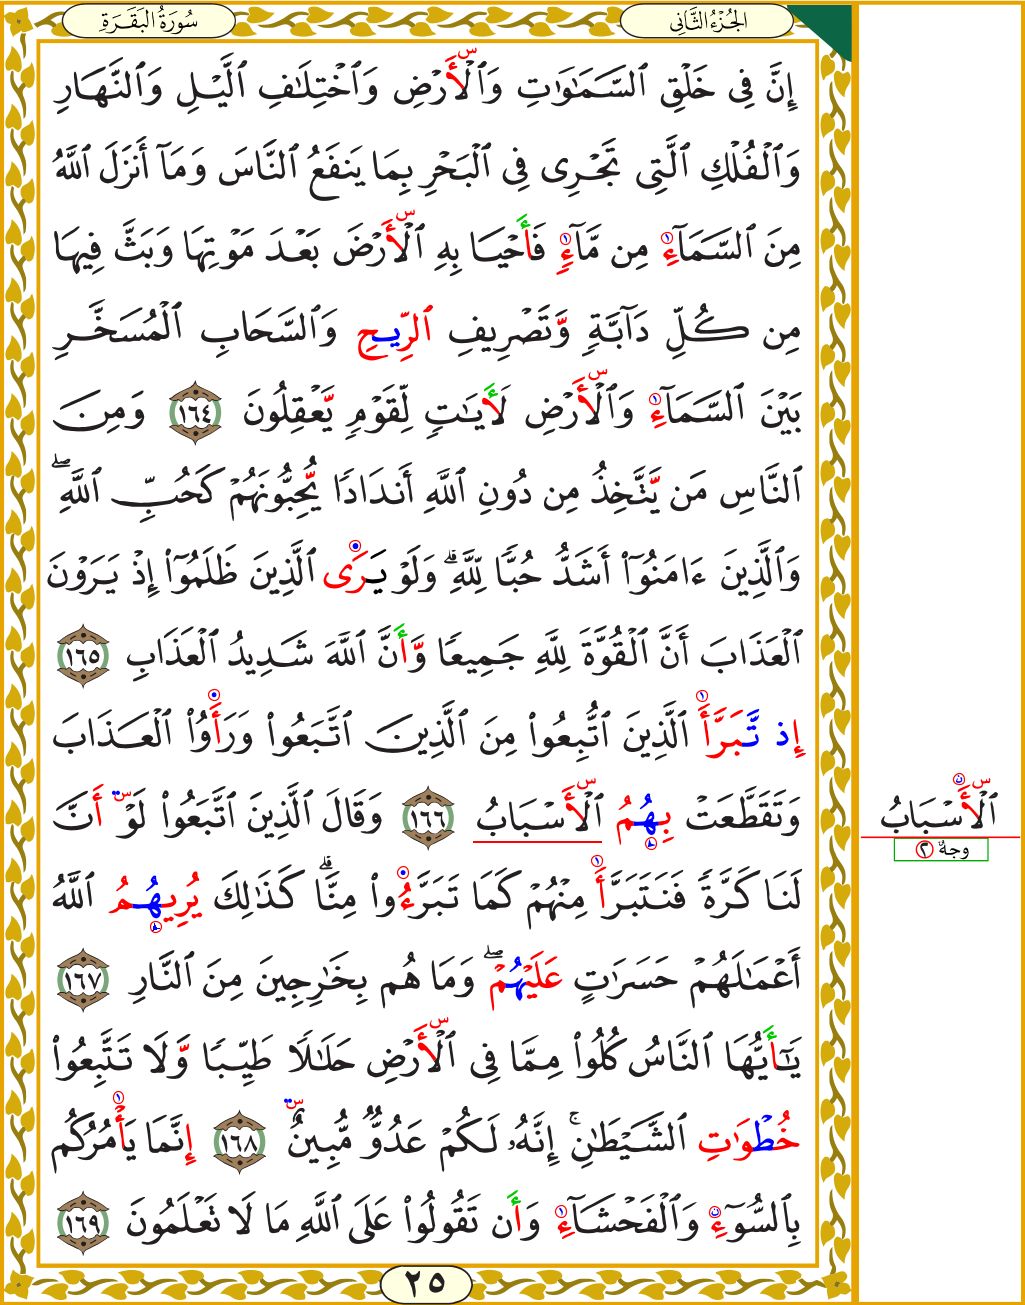 الجُزْءُ الثَّانِى
سُورَةُ البَقَرَةِ
إِنَّ فِى خَلْقِ ٱلسَّمَـٰوَٰتِ وَٱلْأَرْضِ وَٱخْتِلَـٰفِ ٱلَّيْلِ وَٱلنَّهَارِ
وَٱلْفُلْكِ ٱلَّتِى تَجْرِى فِى ٱلْبَحْرِ بِمَا يَنفَعُ ٱلنَّاسَ وَمَآ أَنزَلَ ٱللَّهُ
مِنَ ٱلسَّمَآءِ مِن مَّآءٍ فَأَحْيَا بِهِ ٱلْأَرْضَ بَعْدَ مَوْتِهَا وَبَثَّ فِيهَا
مِن كُلِّ دَآبَّةٍ وَّتَصْرِيفِ ٱلرِّيحِ وَٱلسَّحَابِ ٱلْمُسَخَّرِ
بَيْنَ ٱلسَّمَآءِ وَٱلْأَرْضِ لَأَيَـٰتٍ لِّقَوْمٍ يَّعْقِلُونَ ١٦٤ وَمِنَ
ٱلنَّاسِ مَن يَّتَّخِذُ مِن دُونِ ٱللَّهِ أَندَادًا يُّحِبُّونَهُمْ كَحُبِّ ٱللَّهِ ۖ
وَٱلَّذِينَ ءَامَنُوٓا۟ أَشَدُّ حُبًّا لِلَّهِ ۗ وَلَوْ يَرَى ٱلَّذِينَ ظَلَمُوٓا۟ إِذْ يَرَوْنَ
ٱلْعَذَابَ أَنَّ ٱلْقُوَّةَ لِلَّهِ جَمِيعًا وَّأَنَّ ٱللَّهَ شَدِيدُ ٱلْعَذَابِ ١٦٥
إِذ تَّبَرَّأَ ٱلَّذِينَ ٱتُّبِعُوا۟ مِنَ ٱلَّذِينَ ٱتَّبَعُوا۟ وَرَأَوُا۟ ٱلْعَذَابَ
وَتَقَطَّعَتْ بِهُمُ ٱلْأَسْبَابُ ١٦٦ وَقَالَ ٱلَّذِينَ ٱتَّبَعُوا۟ لَوْ أَنَّ
لَنَا كَرَّةً فَنَتَبَرَّأَ مِنْهُمْ كَمَا تَبَرَّءُوا۟ مِنَّا ۗ كَذَٰلِكَ يُرِيهُمُ ٱللَّهُ
أَعْمَـٰلَهُمْ حَسَرَٰتٍ عَلَيْهُمْ ۖ وَمَا هُم بِخَـٰرِجِينَ مِنَ ٱلنَّارِ ١٦٧
يَـٰٓأَيُّهَا ٱلنَّاسُ كُلُوا۟ مِمَّا فِى ٱلْأَرْضِ حَلَـٰلًا طَيِّبًا وَّلَا تَتَّبِعُوا۟
خُطْوَٰتِ ٱلشَّيْطَـٰنِ ۚ إِنَّهُۥ لَكُمْ عَدُوٌّ مُّبِينٌ ١٦٨ إِنَّمَا يَأْمُرُكُم
بِٱلسُّوٓءِ وَٱلْفَحْشَآءِ وَأَن تَقُولُوا۟ عَلَى ٱللَّهِ مَا لَا تَعْلَمُونَ ١٦٩
٢٥
ٱلْأَسْبَابُ
وجهٌ ٢